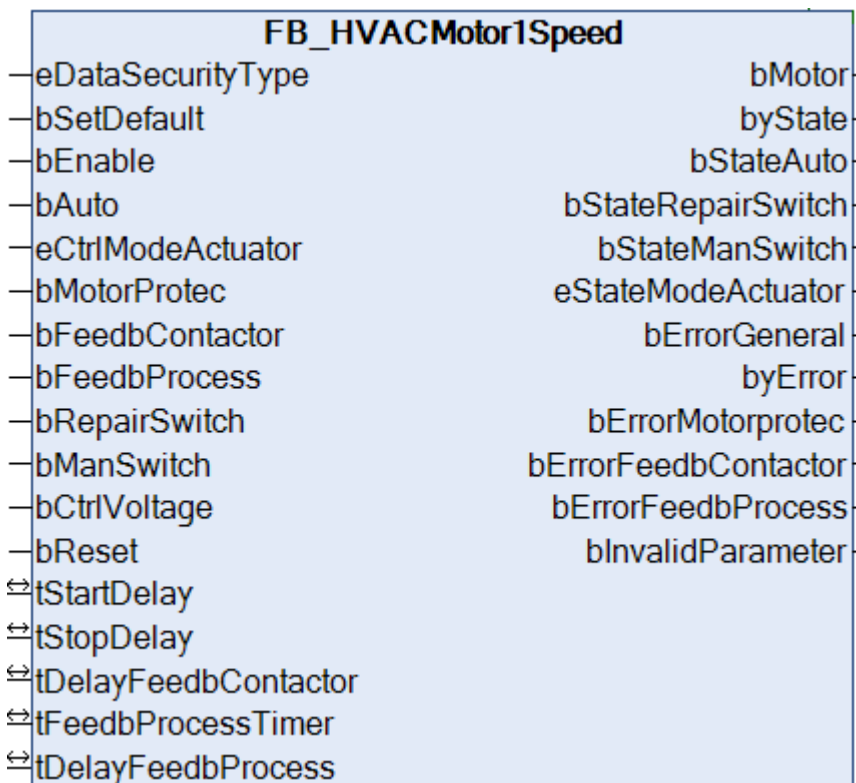 FB_HVACMotor1Speed
eDataSecurityType bMotor
bSetDefault byState
bEnable bStateAuto
bAuto bStateRepairSwitch
eCtrlModeActuator bStateManSwitch
bMotorProtec eStateModeActuator
bFeedbContactor bErrorGeneral
bFeedbProcess byError
bRepairSwitch bErrorMotorprotec
bManSwitch bErrorFeedbContactor
bCtrlVoltage bErrorFeedbProcess
bReset bInvalidParameter
tStartDelay
tStopDelay
tDelayFeedbContactor
tFeedbProcessTimer
tDelayFeedbProcess